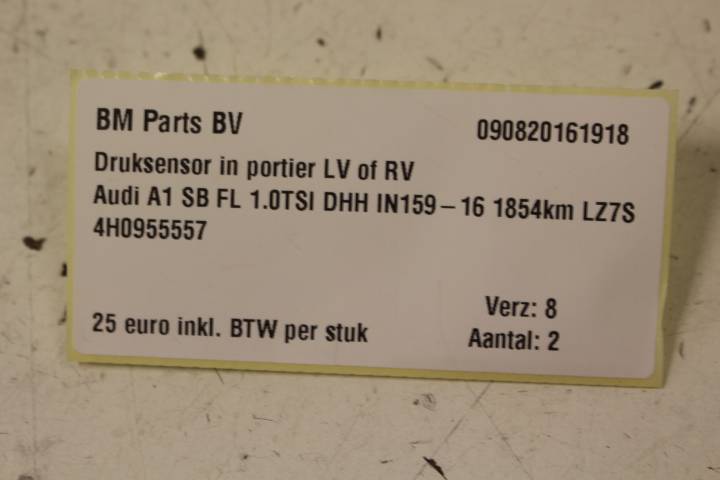 BM Parts BV 090820161918
Druksensor in portier LV of RV
Audi A1 SB FL 1.0TSI DHH IN159-16 1854km LZ7S
4H0955557
Verz: 8
25 euro inkl. BTW per stuk Aantal: 2